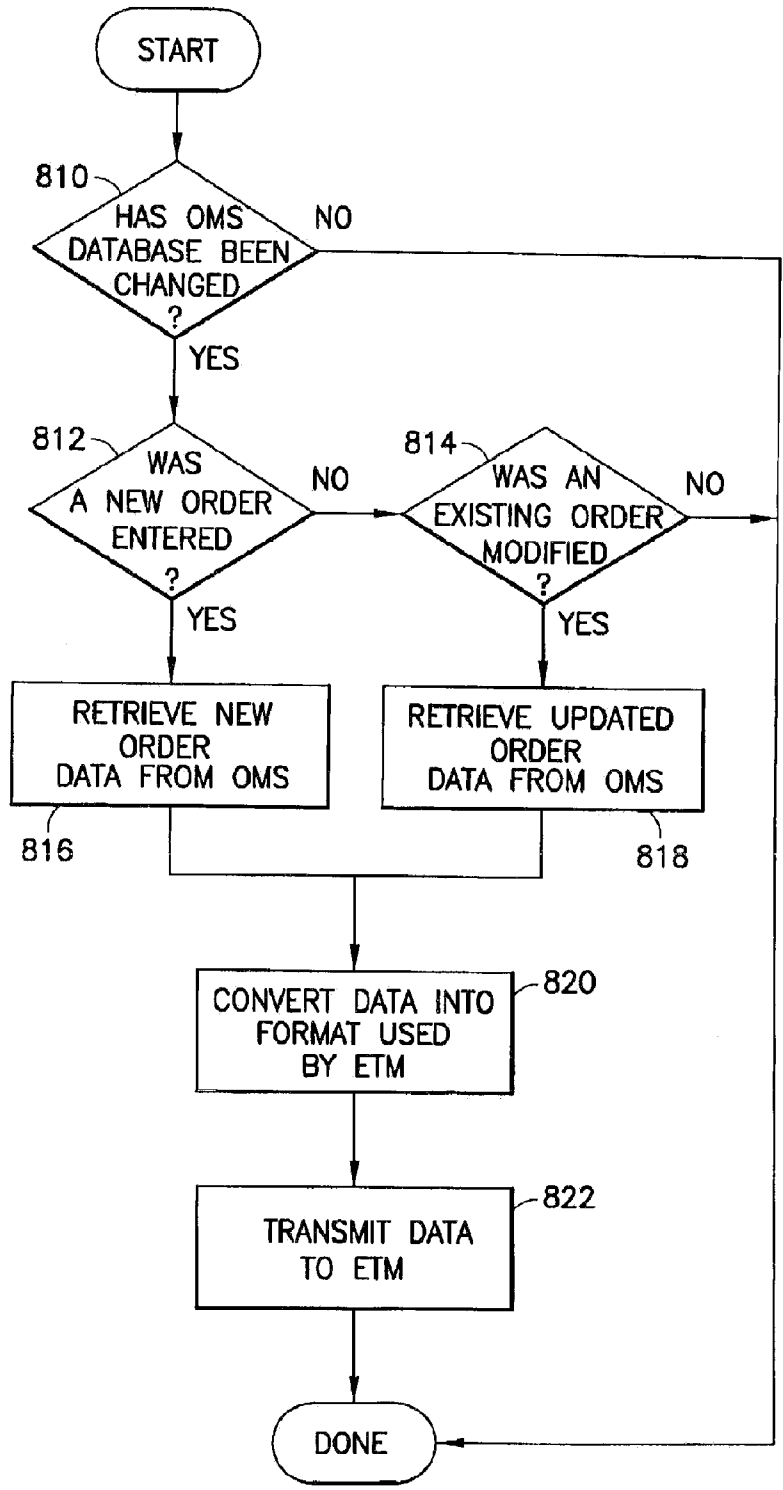 START
810
HAS OMS
DATABASE BEEN
CHANGED
?
NO
YES
812
WAS
A NEW ORDER
ENTERED
?
NO
YES
814
WAS AN
EXISTING ORDER
MODIFIED
?
NO
YES
RETRIEVE NEW
ORDER
DATA FROM OMS
816
RETRIEVE UPDATED
ORDER
DATA FROM OMS
818
CONVERT DATA INTO
FORMAT USED
BY ETM
820
TRANSMIT DATA
TO ETM
822
DONE